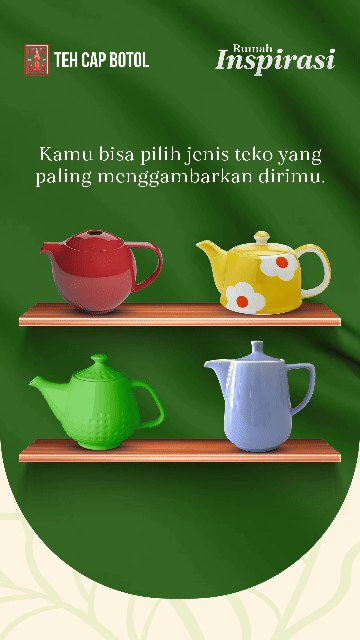 TEH CAP BOTOL
Rumah
Inspirasi
Kamu bisa pilih jenis teko yang
paling menggambarkan dirimu.